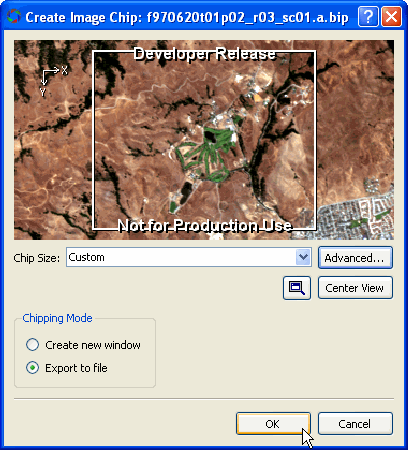 Create Image Chip: f970620t01p02_r03_sc01.a.bip
Developer Release
X
Y
Not for Production Use
Chip Size: Custom Advanced...
Center View
Chipping Mode
Create new window
Export to file
OK Cancel